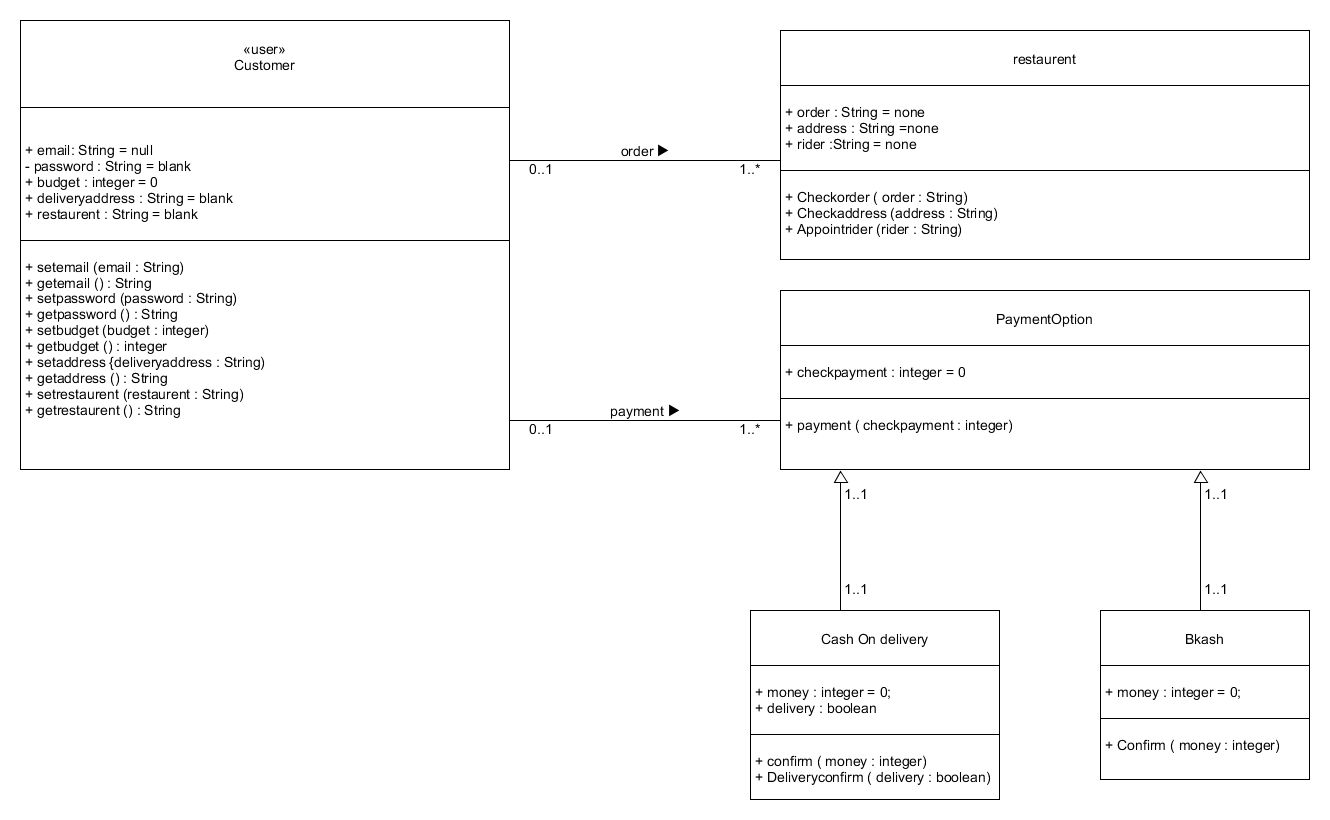 «user»
Customer
+ email: String = null
- password : String = blank
+ budget : integer = 0
+ deliveryaddress : String = blank
+ restaurent : String = blank
+ setemail (email : String)
+ getemail () : String
+ setpassword (password : String)
+ getpassword () : String
+ setbudget (budget : integer)
+ getbudget () : integer
+ setaddress {deliveryaddress : String)
+ getaddress () : String
+ setrestaurent (restaurent : String)
+ getrestaurent () : String
order ▶
0..1
1..*
restaurent
+ order : String = none
+ address : String =none
+ rider :String = none
+ Checkorder ( order : String)
+ Checkaddress (address : String)
+ Appointrider (rider : String)
payment ▶
0..1
1..*
PaymentOption
+ checkpayment : integer = 0
+ payment ( checkpayment : integer)
1..1
1..1
1..1
1..1
Cash On delivery
+ money : integer = 0;
+ delivery : boolean
+ confirm ( money : integer)
+ Deliveryconfirm ( delivery : boolean)
Bkash
+ money : integer = 0;
+ Confirm ( money : integer)